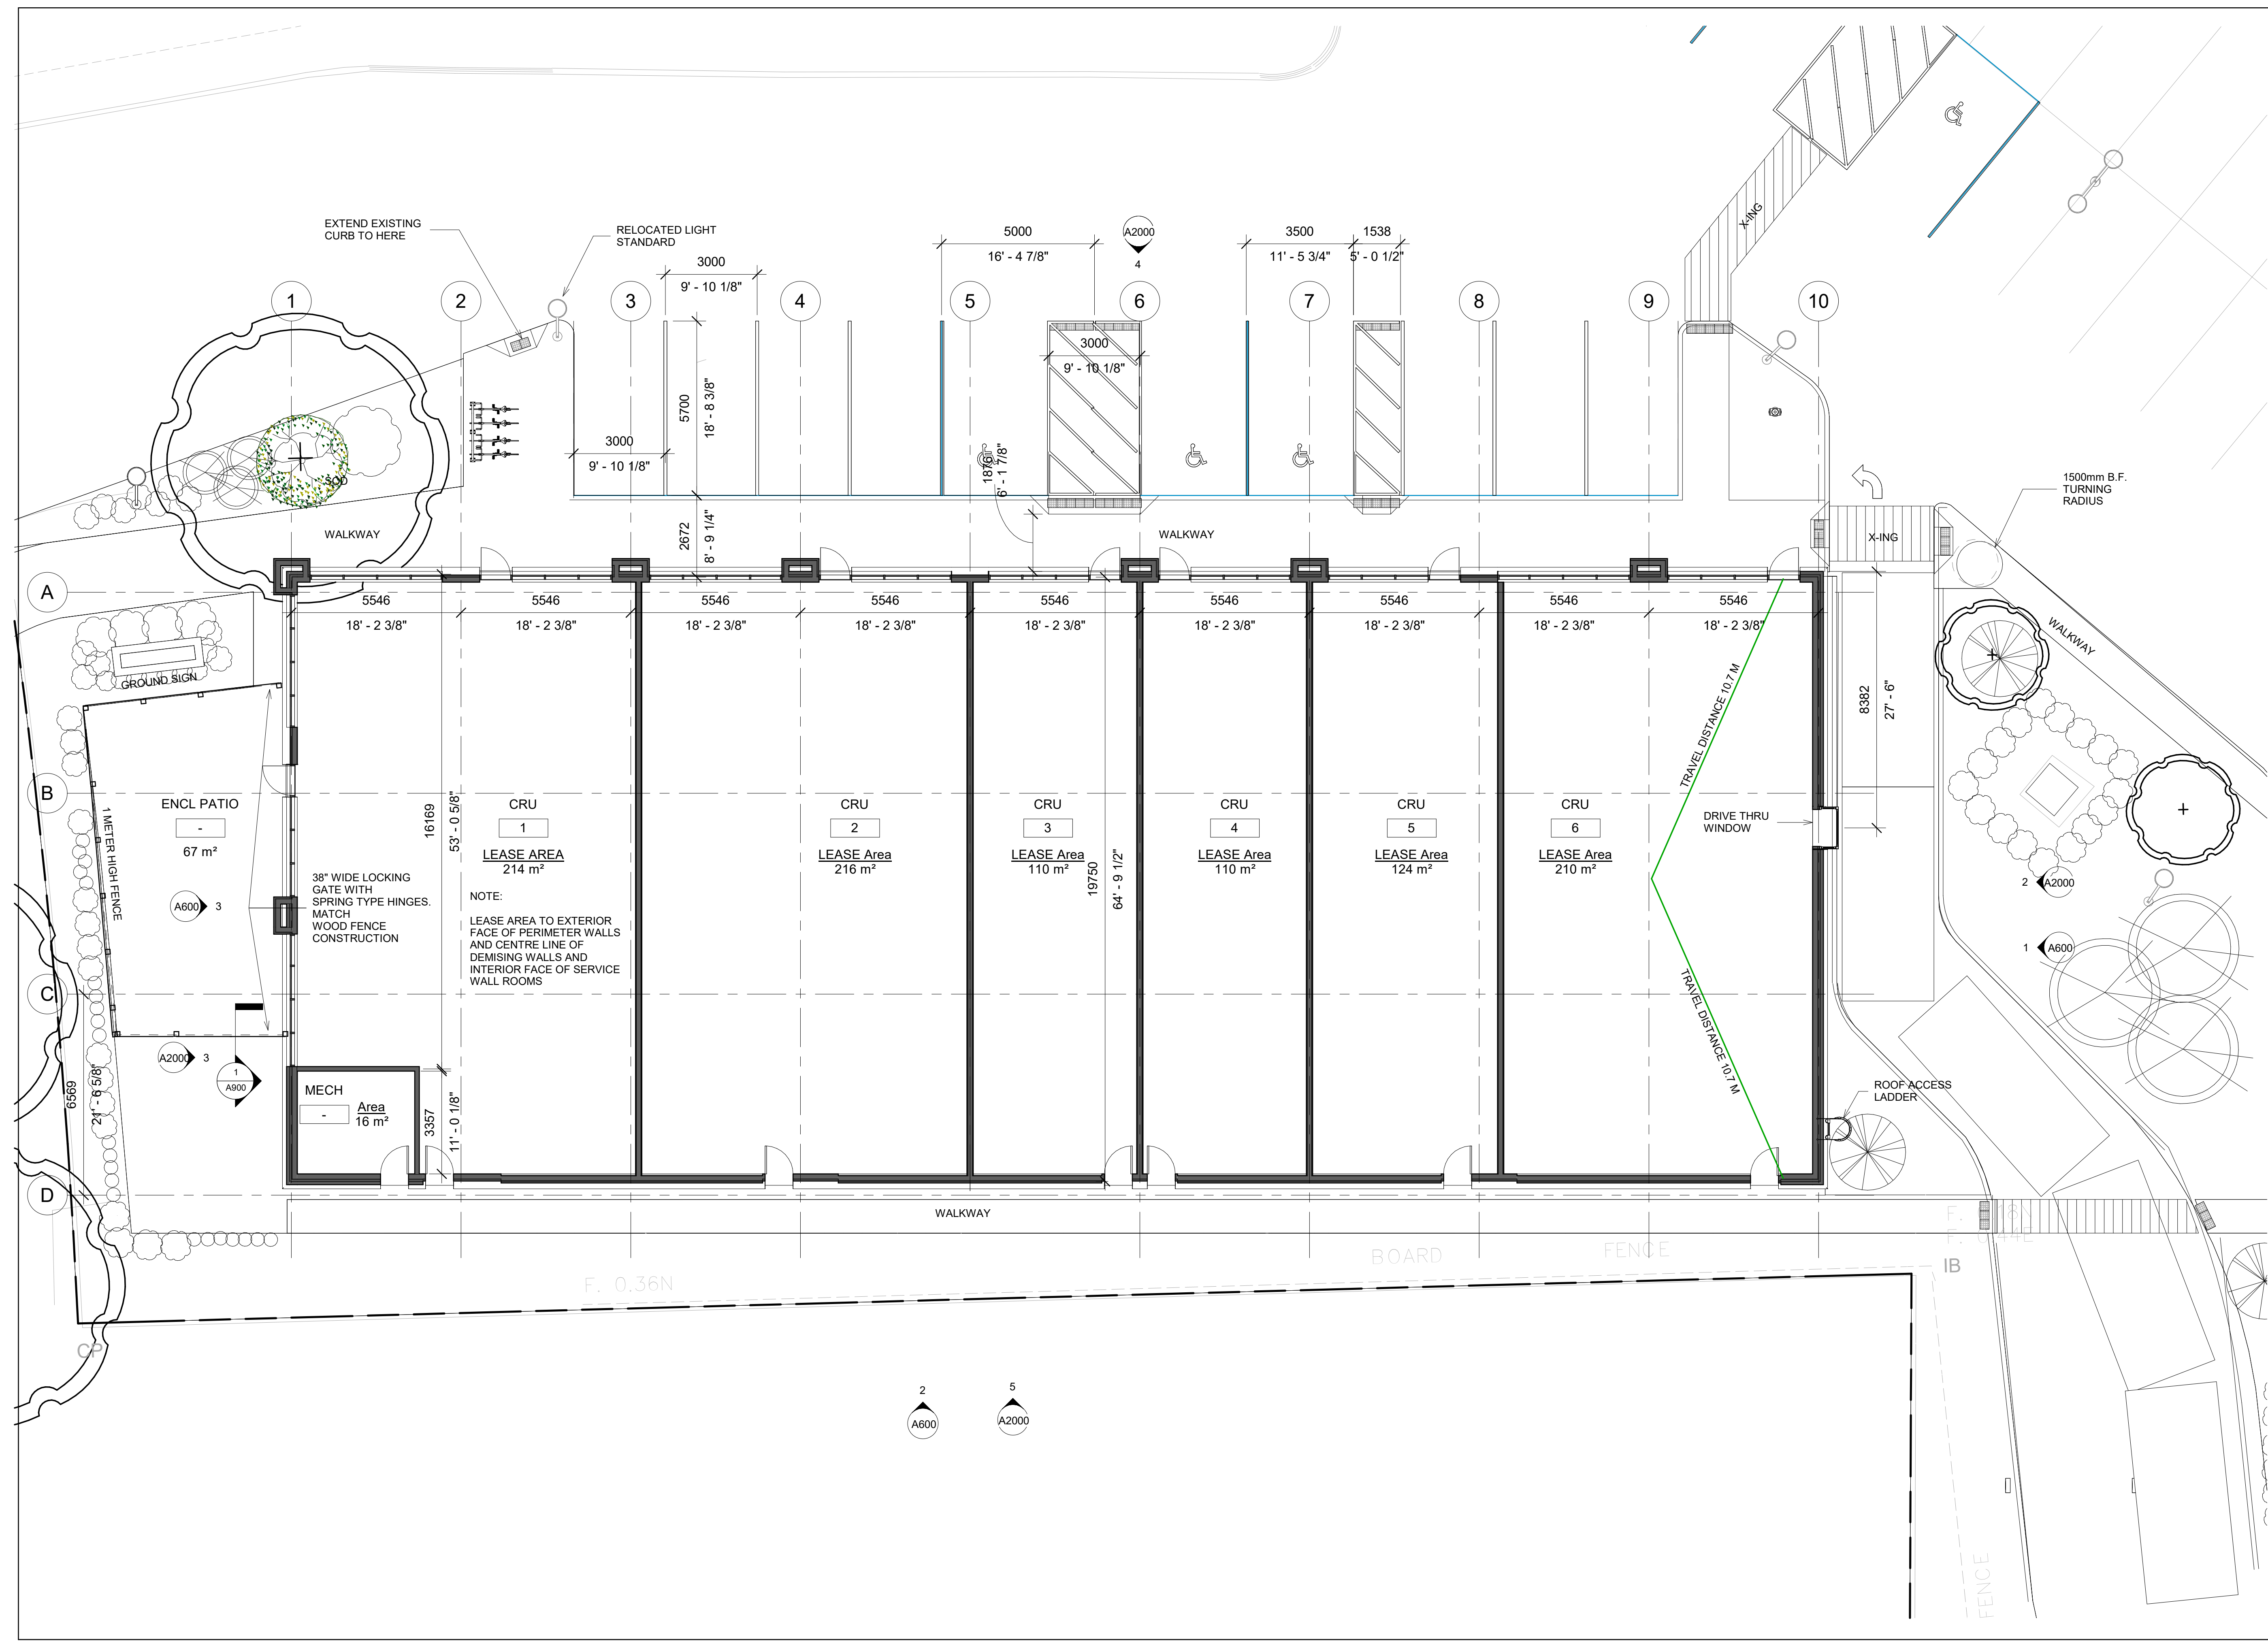 EXTEND EXISTING
CURB TO HERE
RELOCATED LIGHT
STANDARD
3000
9' - 10 1/8"
5000
16' - 4 7/8"
A2000
4
3500
11' - 5 3/4"
1538
5' - 0 1/2"
X-ING
1
2
3
4
5
6
7
8
9
10
3000
9' - 10 1/8"
5700
18' - 8 3/8"
3000
9' - 10 1/8"
1876
6' - 1 7/8"
SOD
2672
8' - 9 1/4"
WALKWAY
WALKWAY
X-ING
1500mm B.F.
TURNING
RADIUS
WALKWAY
A
5546
18' - 2 3/8"
5546
18' - 2 3/8"
5546
18' - 2 3/8"
5546
18' - 2 3/8"
5546
18' - 2 3/8"
5546
18' - 2 3/8"
5546
18' - 2 3/8"
5546
18' - 2 3/8"
5546
18' - 2 3/8"
8382
27' - 6"
GROUND SIGN
TRAVEL DISTANCE 10.7 M
B
ENCL PATIO
-
67 m²
1 METER HIGH FENCE
16169
53' - 0 5/8"
CRU
1
LEASE AREA
214 m²
CRU
2
LEASE Area
216 m²
CRU
3
LEASE Area
110 m²
19750
64' - 9 1/2"
CRU
4
LEASE Area
110 m²
CRU
5
LEASE Area
124 m²
CRU
6
LEASE Area
210 m²
DRIVE THRU
WINDOW
38" WIDE LOCKING
GATE WITH
SPRING TYPE HINGES.
MATCH
WOOD FENCE
CONSTRUCTION
NOTE:
LEASE AREA TO EXTERIOR
FACE OF PERIMETER WALLS
AND CENTRE LINE OF
DEMISING WALLS AND
INTERIOR FACE OF SERVICE
WALL ROOMS
A600
3
2
A2000
1
A600
C
TRAVEL DISTANCE 10.7 M
A2000
3
1
A900
6569
21' - 6 5/8"
MECH
-
Area
16 m²
3357
11' - 0 1/8"
ROOF ACCESS
LADDER
D
WALKWAY
BOARD
FENCE
F. 0.36N
IB
CP
2
A600
5
A2000
FENCE